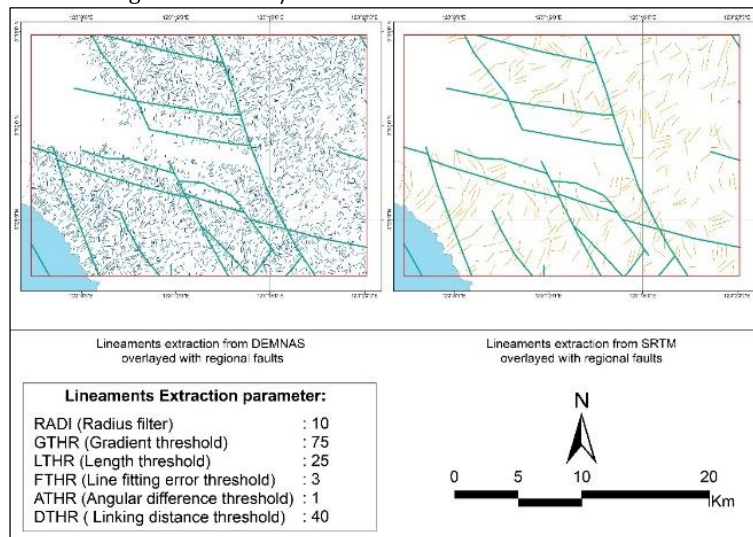 Lineaments extraction from DEMNAS
overlayed with regional faults
Lineaments extraction from SRTM
overlayed with regional faults
Lineaments Extraction parameter:
RADI (Radius filter) : 10
GTHR (Gradient threshold) : 75
LTHR (Length threshold) : 25
FTHR (Line fitting error threshold) : 3
ATHR (Angular difference threshold) : 1
DTHR ( Linking distance threshold) : 40
N
0 5 10 20
Km